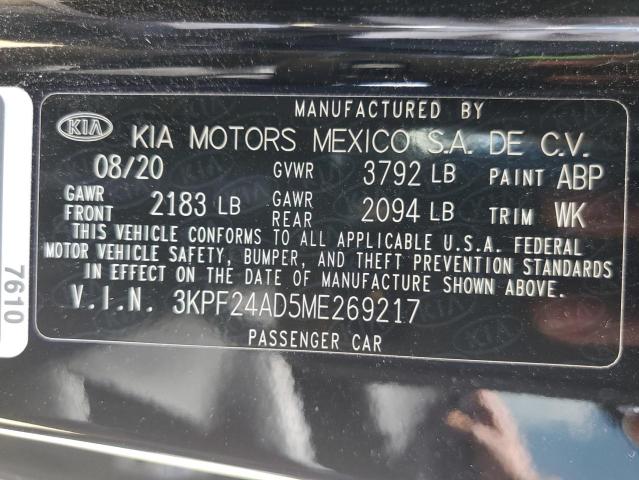 MANUFACTURED BY
KIA KIA MOTORS MEXICO S.A. DE C.V.
08/20 GVWR 3792 LB PAINT ABP
GAWR FRONT 2183 LB GAWR REAR 2094 LB TRIM WK
THIS VEHICLE CONFORMS TO ALL APPLICABLE U.S.A. FEDERAL
MOTOR VEHICLE SAFETY, BUMPER, AND THEFT PREVENTION STANDARDS
IN EFFECT ON THE DATE OF MANUFACTURE SHOWN ABOVE.
V.I.N. 3KPF24AD5ME269217
PASSENGER CAR
7610